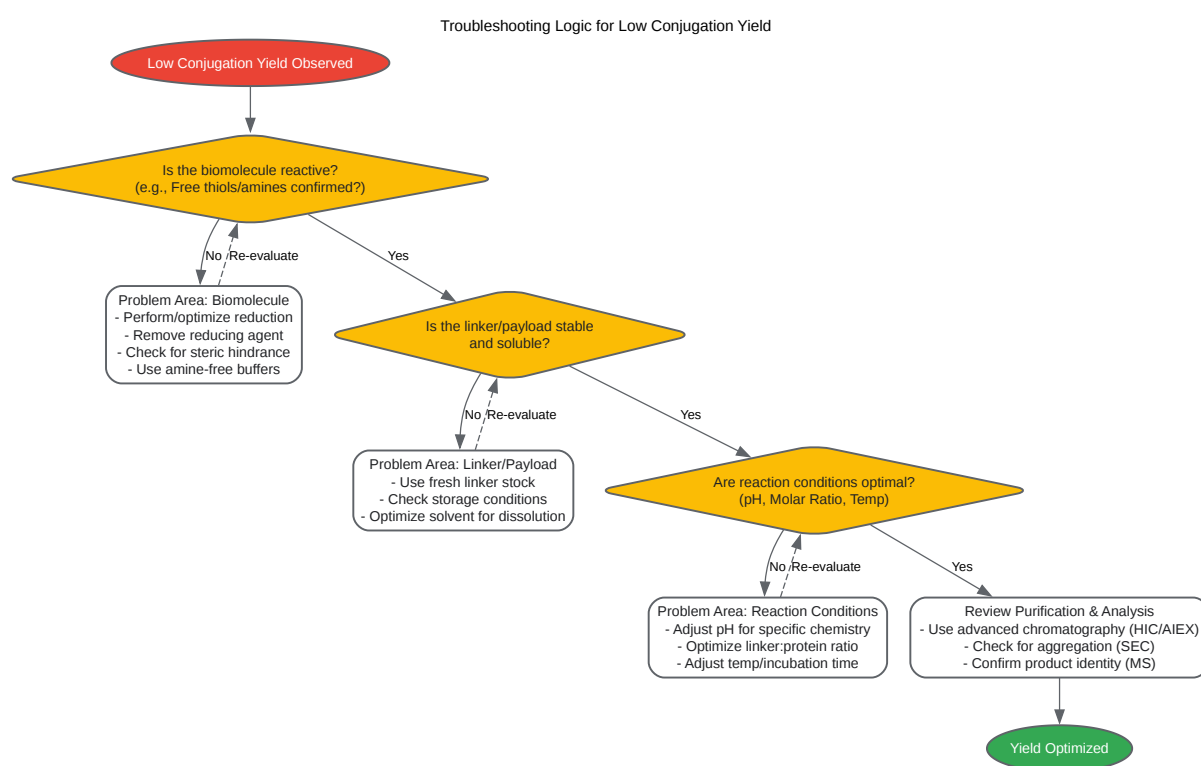 Troubleshooting Logic for Low Conjugation Yield
Low Conjugation Yield Observed
Is the biomolecule reactive?
(e.g., Free thiols/amines confirmed?)
No
Re-evaluate
Yes
Problem Area: Biomolecule
- Perform/optimize reduction
- Remove reducing agent
- Check for steric hindrance
- Use amine-free buffers
Is the linker/payload stable
and soluble?
No
Re-evaluate
Yes
Problem Area: Linker/Payload
- Use fresh linker stock
- Check storage conditions
- Optimize solvent for dissolution
Are reaction conditions optimal?
(pH, Molar Ratio, Temp)
No
Re-evaluate
Yes
Problem Area: Reaction Conditions
- Adjust pH for specific chemistry
- Optimize linker:protein ratio
- Adjust temp/incubation time
Review Purification & Analysis
- Use advanced chromatography (HIC/AIEX)
- Check for aggregation (SEC)
- Confirm product identity (MS)
Yield Optimized